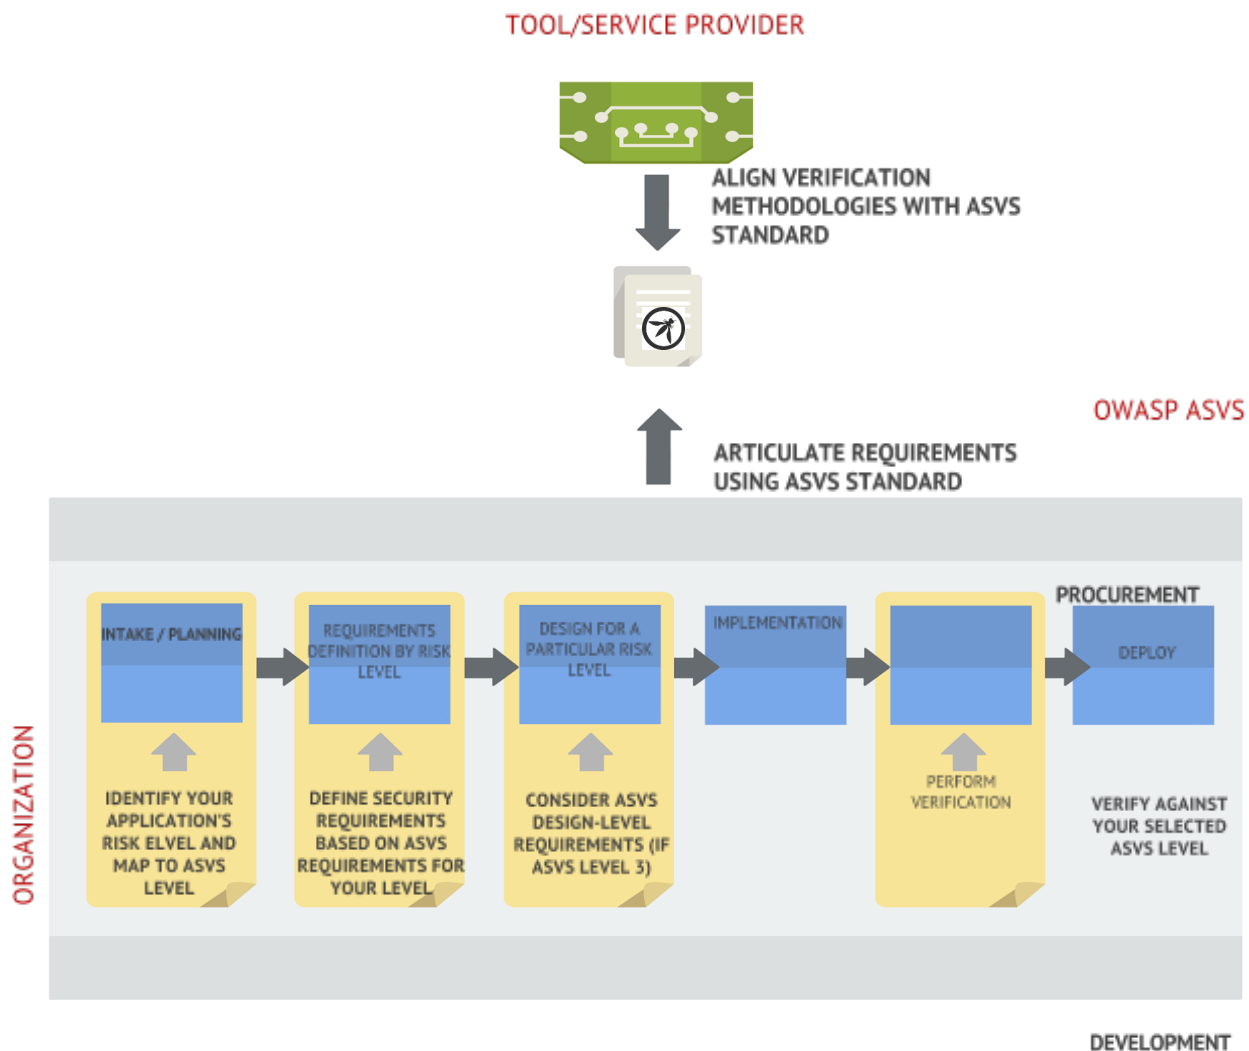 TOOL/SERVICE PROVIDER
ALIGN VERIFICATION
METHODOLOGIES WITH ASVS
STANDARD
OWASP ASVS
ARTICULATE REQUIREMENTS
USING ASVS STANDARD
ORGANIZATION
PROCUREMENT
INTAKE / PLANNING
REQUIREMENTS
DEFINITION BY RISK
LEVEL
DESIGN FOR A
PARTICULAR RISK
LEVEL
IMPLEMENTATION
DEPLOY
IDENTIFY YOUR
APPLICATION'S
RISK ELVEL AND
MAP TO ASVS
LEVEL
DEFINE SECURITY
REQUIREMENTS
BASED ON ASVS
REQUIREMENTS FOR
YOUR LEVEL
CONSIDER ASVS
DESIGN-LEVEL
REQUIREMENTS (IF
ASVS LEVEL 3)
PERFORM
VERIFICATION
VERIFY AGAINST
YOUR SELECTED
ASVS LEVEL
DEVELOPMENT